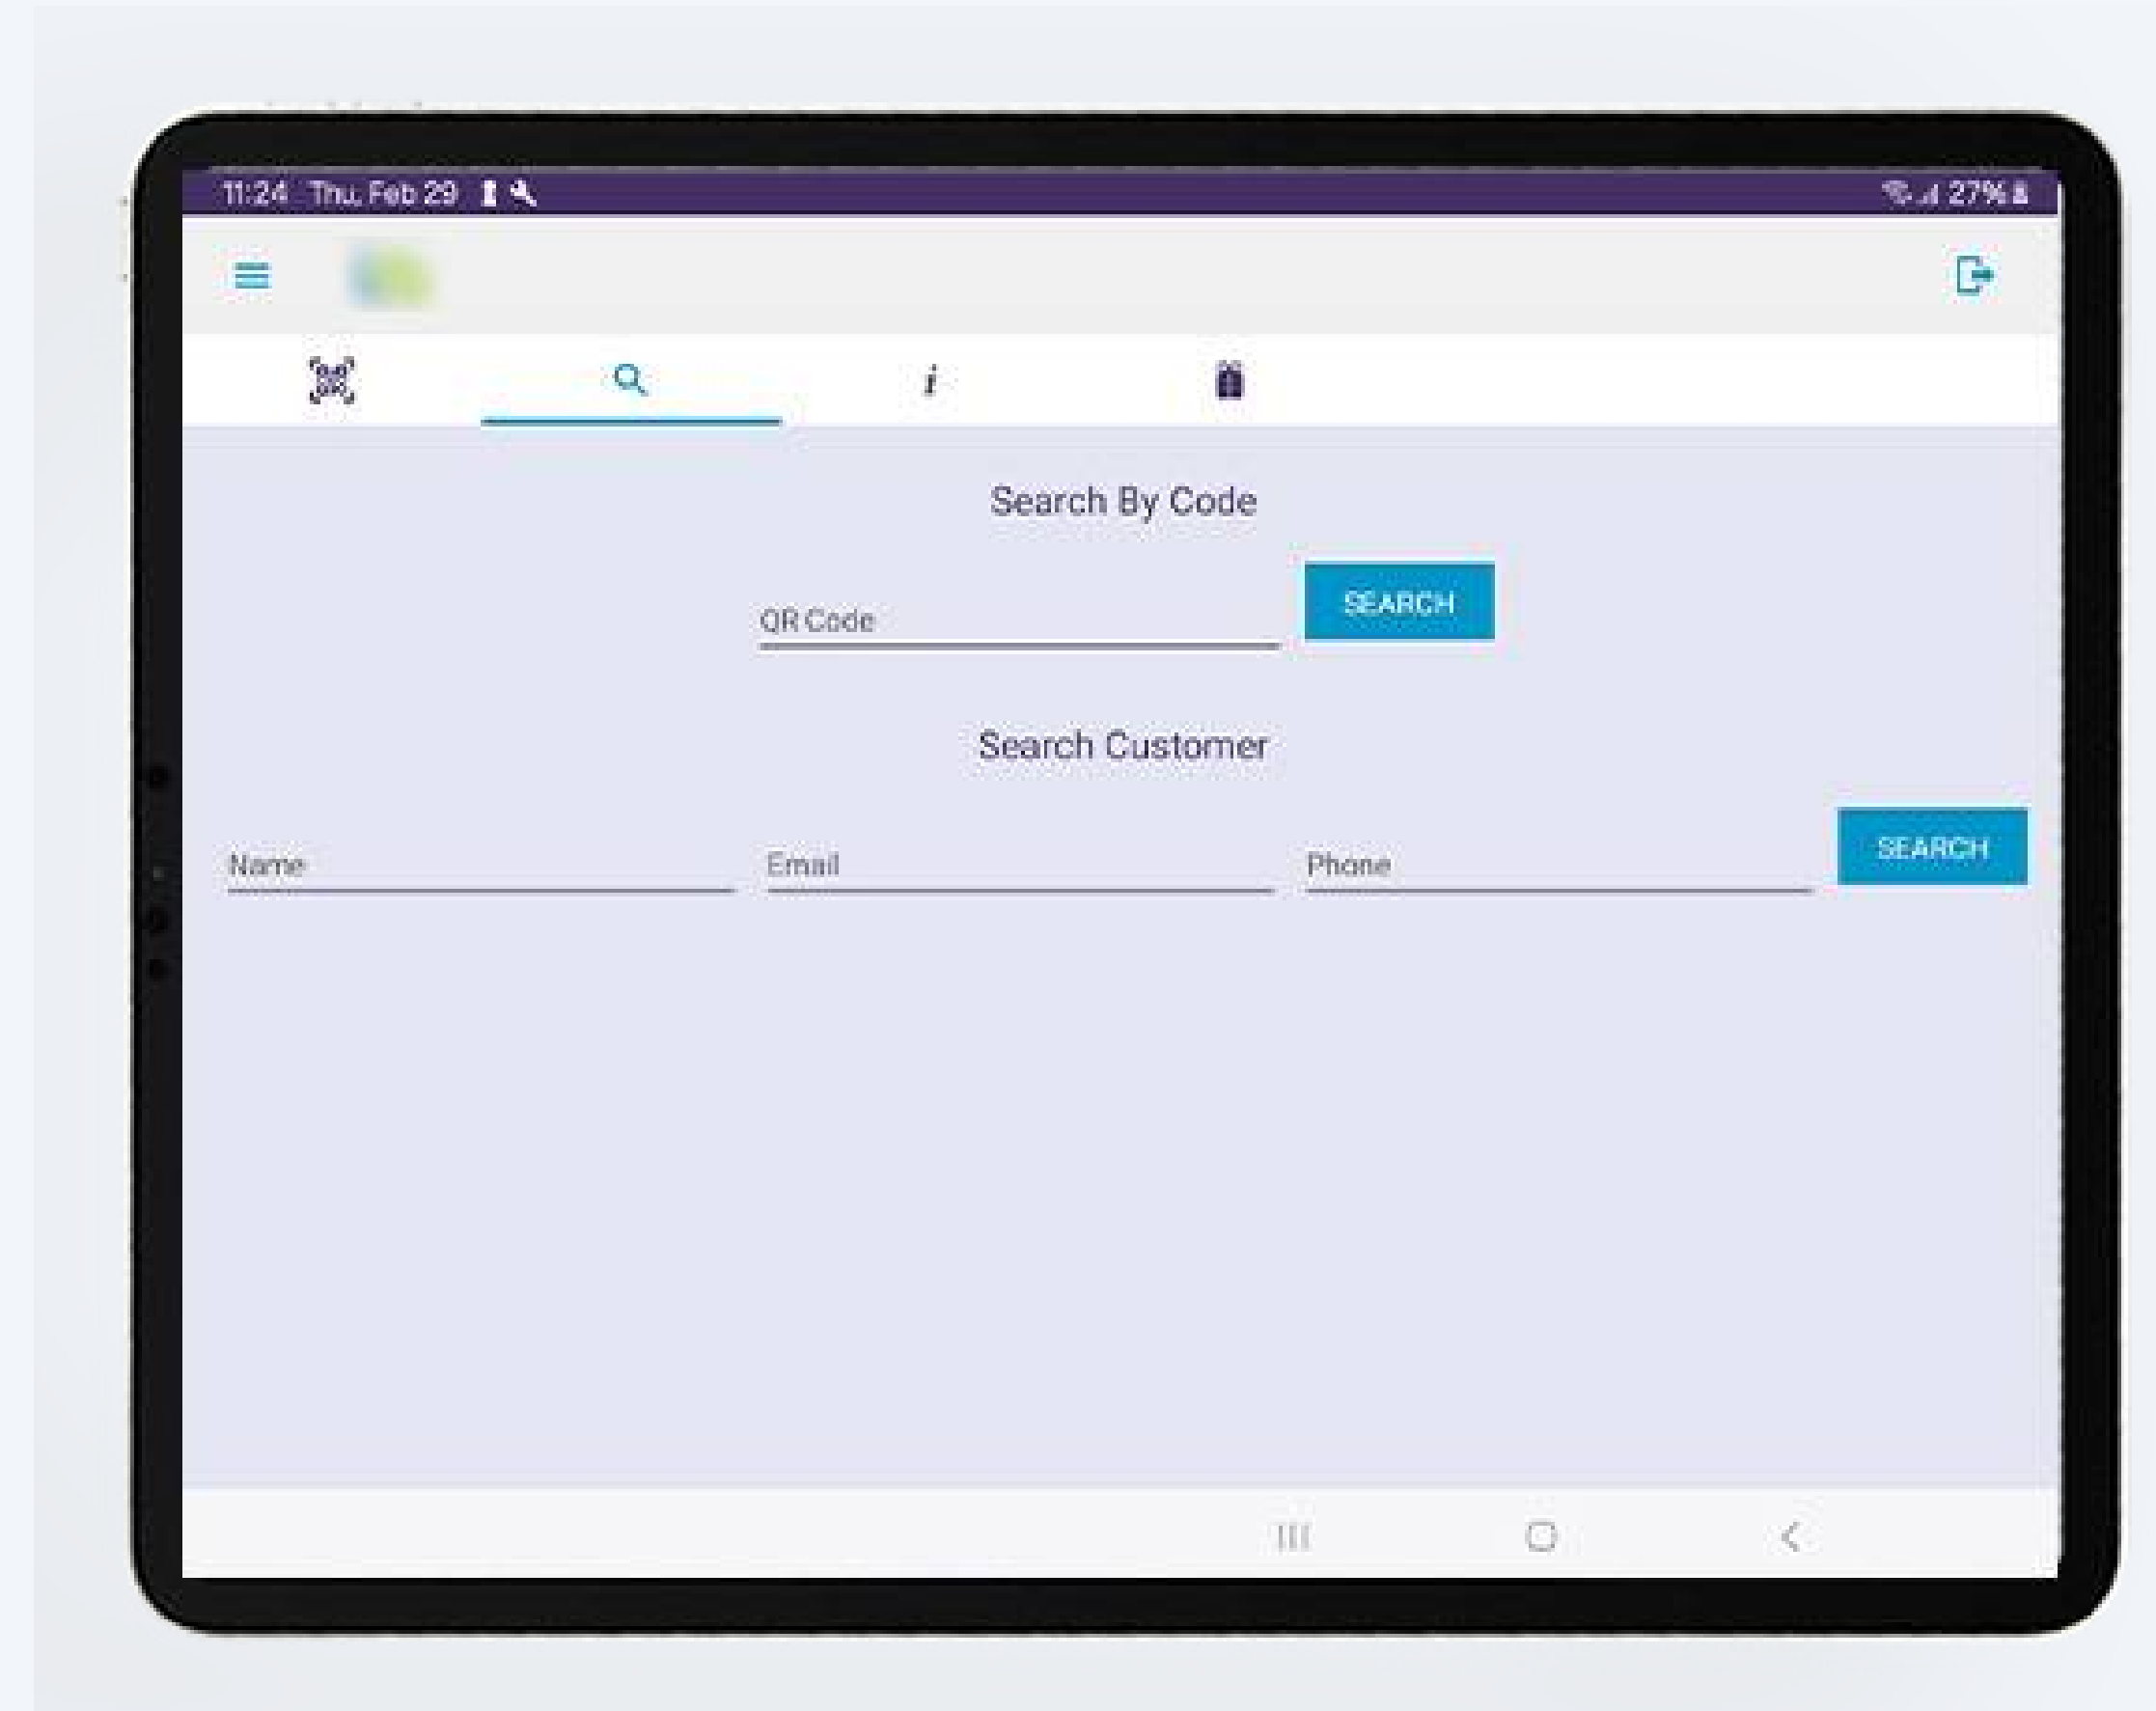 11:24 Thu, Feb 29 27%
Search By Code
QR Code SEARCH
Search Customer
Name Email Phone SEARCH